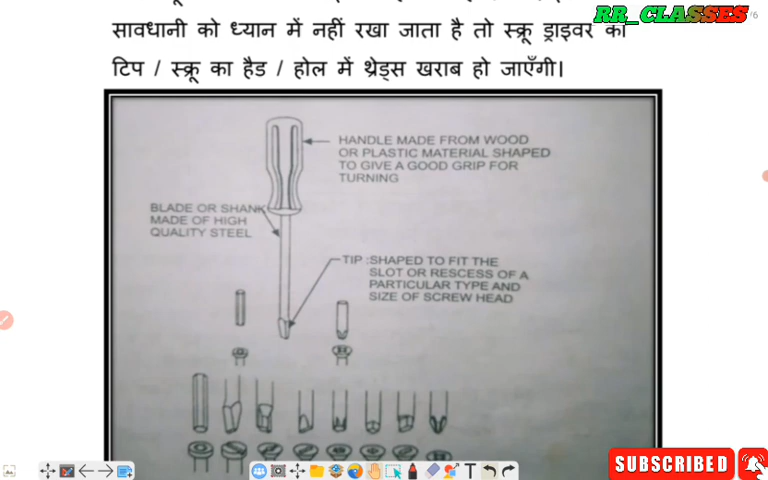 RR_CLASSES
/6
सावधानी को ध्यान में नहीं रखा जाता है तो स्क्रू ड्राइवर का
टिप / स्क्रू का हैड / होल में थ्रेड्स खराब हो जाएँगी।
HANDLE MADE FROM WOOD
OR PLASTIC MATERIAL SHAPED
TO GIVE A GOOD GRIP FOR
TURNING
BLADE OR SHANK
MADE OF HIGH
QUALITY STEEL
TIP :SHAPED TO FIT THE
SLOT OR RESCESS OF A
PARTICULAR TYPE AND
SIZE OF SCREW HEAD
T
SUBSCRIBED